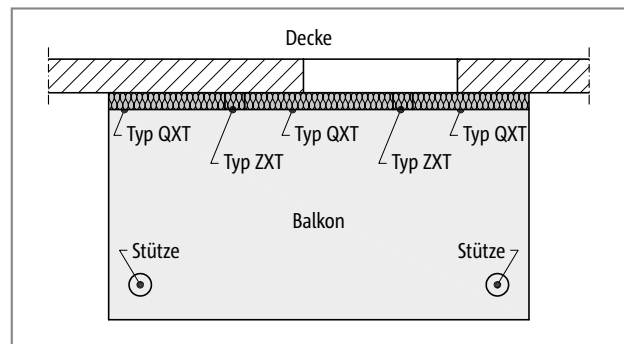 Decke
Typ QXT
Typ ZXT
Typ QXT
Typ ZXT
Typ QXT
Balkon
Stütze
Stütze